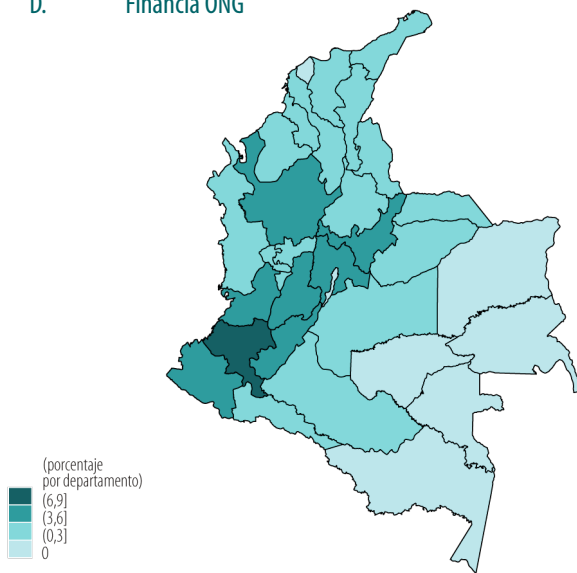 D. Financia ONG
(porcentaje
por departamento)
(6,9]
(3,6]
(0,3]
0